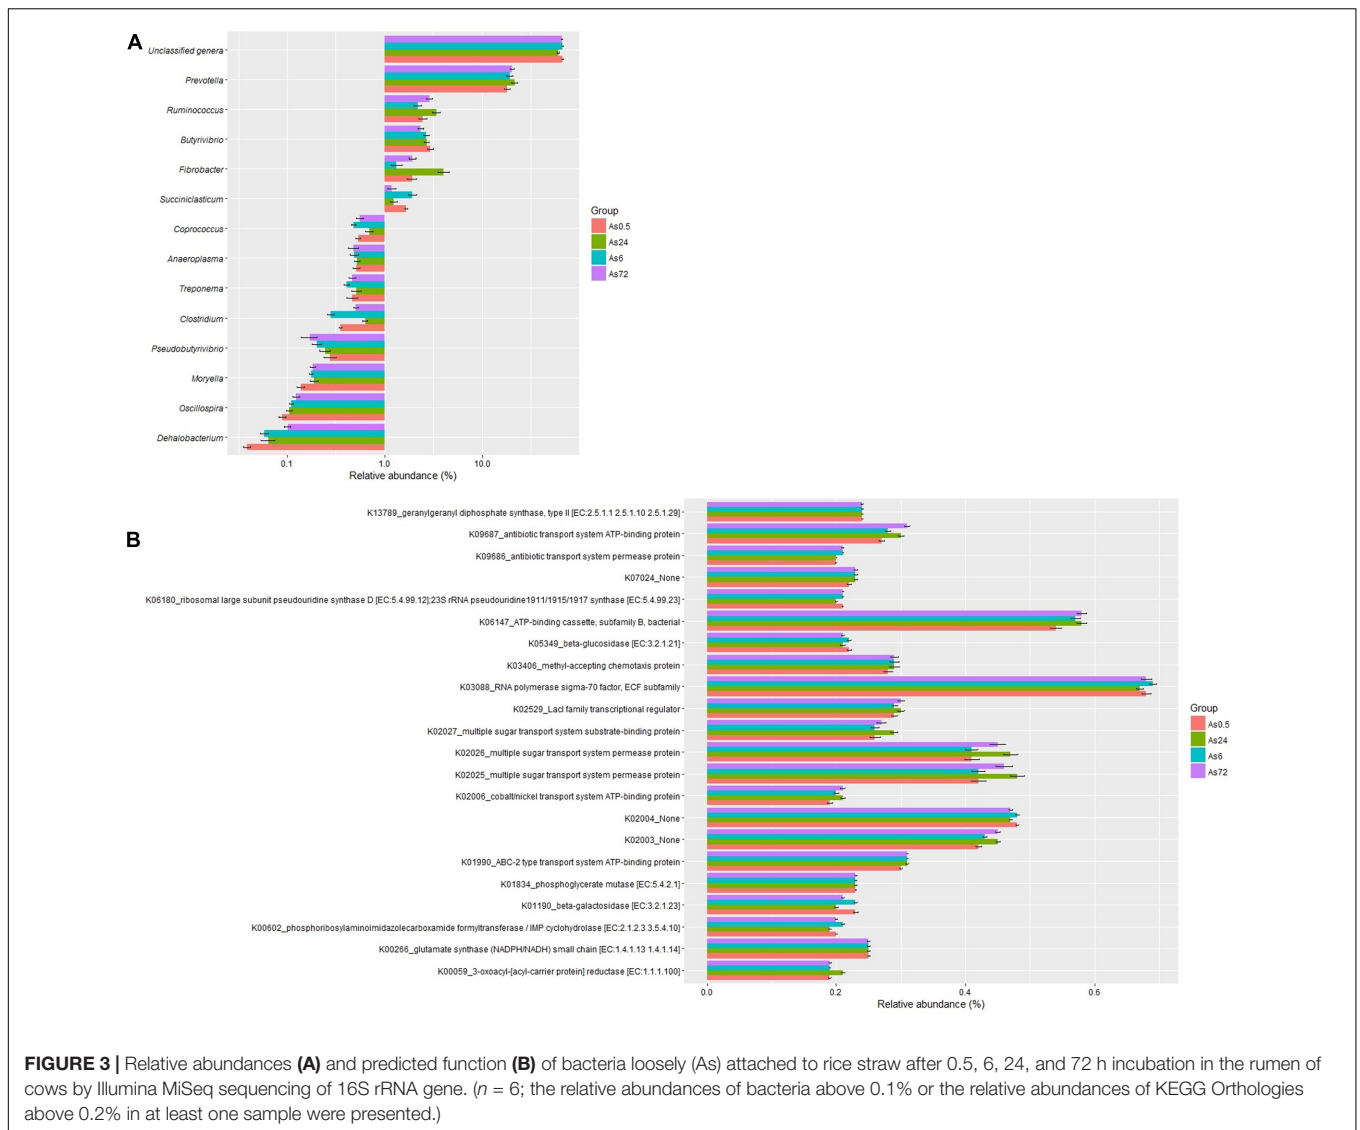 A
Unclassified genera
Prevotella
Ruminococcus
Butyrivibrio
Fibrobacter
Succiniclasticum
Coprococcus
Anaeroplasma
Treponema
Clostridium
Pseudobutyrivibrio
Moryella
Oscillospira
Dehalobacterium
0.1 1.0 10.0
Relative abundance (%)
Group
As0.5
As24
As6
As72
B
K13789_geranylgeranyl diphosphate synthase, type II [EC:2.5.1.1 2.5.1.10 2.5.1.29]
K09687_antibiotic transport system ATP-binding protein
K09686_antibiotic transport system permease protein
K07024_None
K06180_ribosomal large subunit pseudouridine synthase D [EC:5.4.99.12];23S rRNA pseudouridine1911/1915/1917 synthase [EC:5.4.99.23]
K06147_ATP-binding cassette, subfamily B, bacterial
K05349_beta-glucosidase [EC:3.2.1.21]
K03406_methyl-accepting chemotaxis protein
K03088_RNA polymerase sigma-70 factor, ECF subfamily
K02529_LacI family transcriptional regulator
K02027_multiple sugar transport system substrate-binding protein
K02026_multiple sugar transport system permease protein
K02025_multiple sugar transport system permease protein
K02006_cobalt/nickel transport system ATP-binding protein
K02004_None
K02003_None
K01990_ABC-2 type transport system ATP-binding protein
K01834_phosphoglycerate mutase [EC:5.4.2.1]
K01190_beta-galactosidase [EC:3.2.1.23]
K00602_phosphoribosylaminoimidazolecarboxamide formyltransferase / IMP cyclohydrolase [EC:2.1.2.3 3.5.4.10]
K00266_glutamate synthase (NADPH/NADH) small chain [EC:1.4.1.13 1.4.1.14]
K00059_3-oxoacyl-[acyl-carrier protein] reductase [EC:1.1.1.100]
0.0 0.2 0.4 0.6
Relative abundance (%)
Group
As0.5
As24
As6
As72
FIGURE 3 | Relative abundances (A) and predicted function (B) of bacteria loosely (As) attached to rice straw after 0.5, 6, 24, and 72 h incubation in the rumen of
cows by Illumina MiSeq sequencing of 16S rRNA gene. (n = 6; the relative abundances of bacteria above 0.1% or the relative abundances of KEGG Orthologies
above 0.2% in at least one sample were presented.)